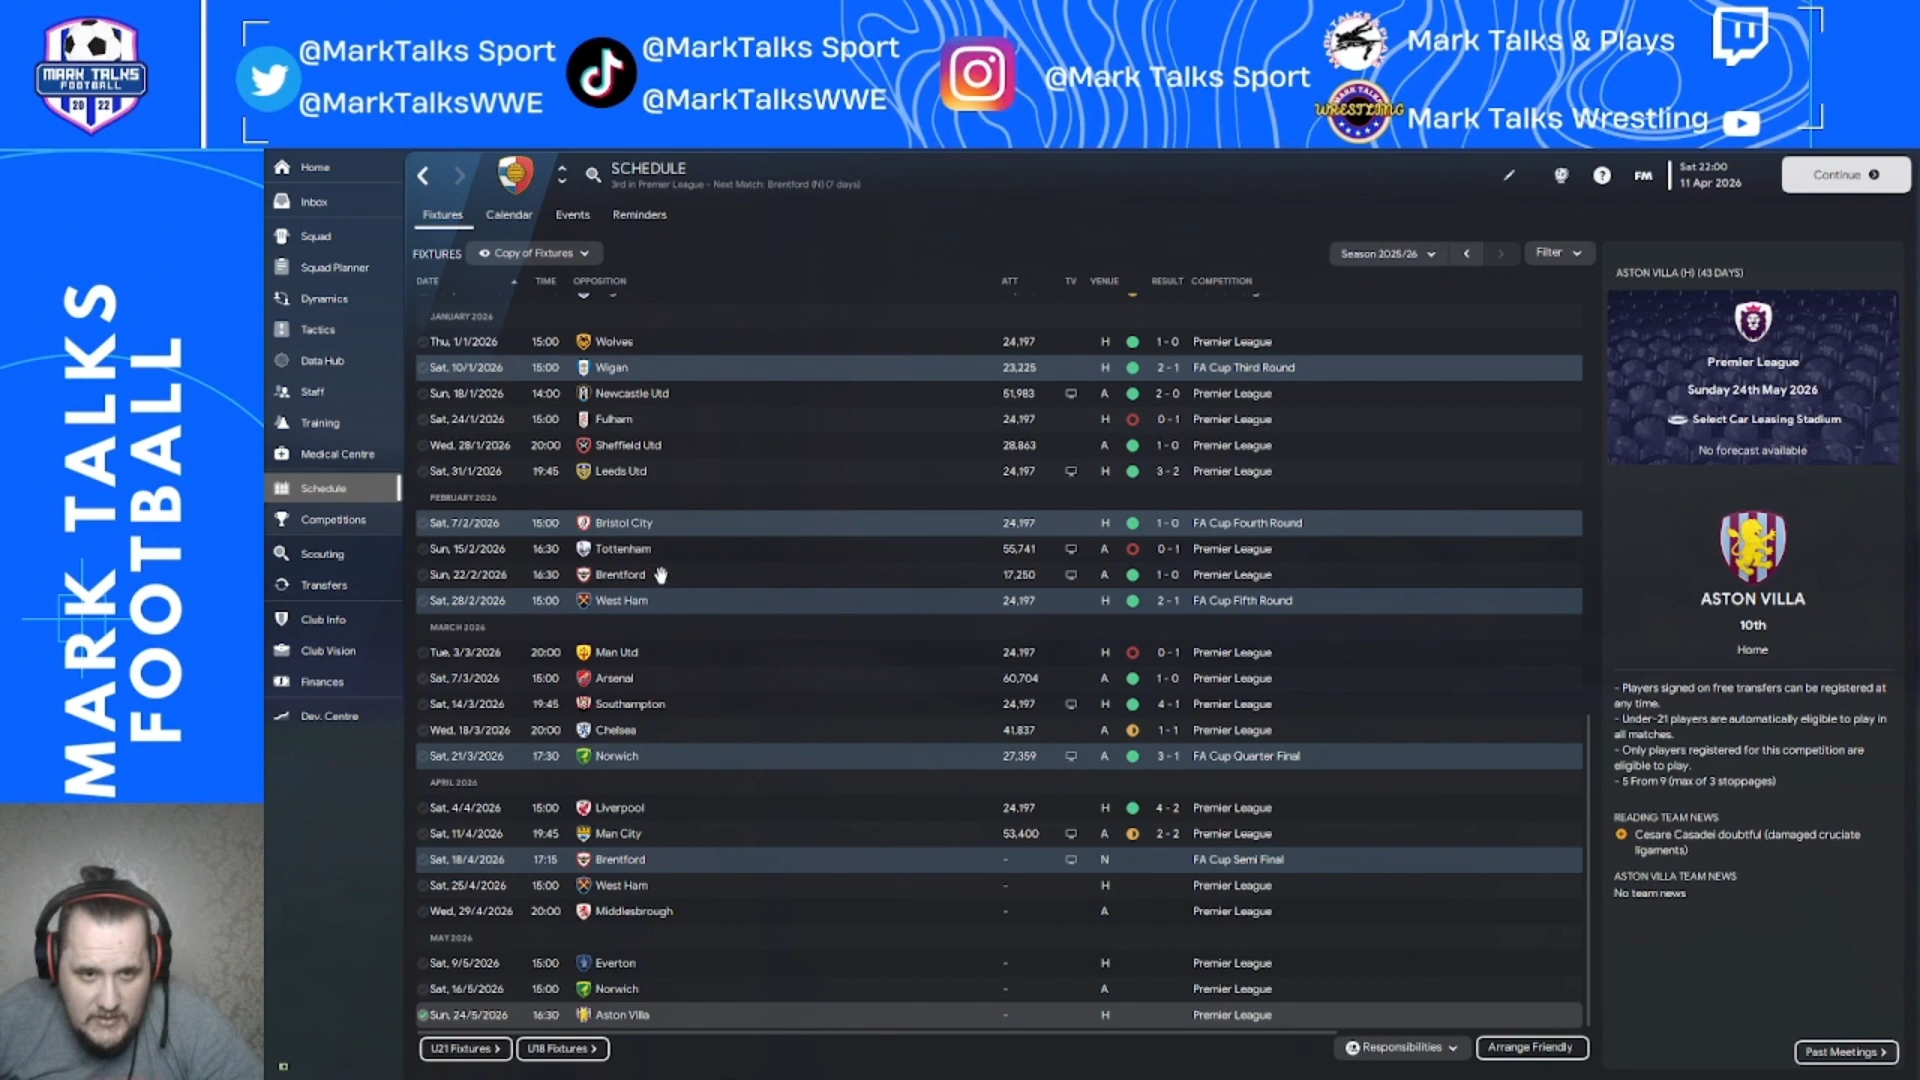 MARK TALKS
FOOTBALL
20 22
@MarkTalks Sport
@MarkTalksWWE
@MarkTalks Sport
@MarkTalksWWE
@Mark Talks Sport
Mark Talks & Plays
WRESTLING
Mark Talks Wrestling
MARK TALKS
FOOTBALL
Home
Inbox
Squad
Squad Planner
Dynamics
Tactics
Data Hub
Staff
Training
Medical Centre
Schedule
Competitions
Scouting
Transfers
Club Info
Club Vision
Finances
Dev. Centre
SCHEDULE
3rd in Premier League - Next Match: Brentford (N) (7 days)
FM
Sat 22:00
11 Apr 2026
Continue
Fixtures Calendar Events Reminders
FIXTURES Copy of Fixtures Season 2025/26 Filter
DATE TIME OPPOSITION ATT TV VENUE RESULT COMPETITION
JANUARY 2026
Thu, 1/1/2026 15:00 Wolves 24,197 H 1 - 0 Premier League
Sat, 10/1/2026 15:00 Wigan 23,225 H 2 - 1 FA Cup Third Round
Sun, 18/1/2026 14:00 Newcastle Utd 51,983 A 2 - 0 Premier League
Sat, 24/1/2026 15:00 Fulham 24,197 H 0 - 1 Premier League
Wed, 28/1/2026 20:00 Sheffield Utd 28,863 A 1 - 0 Premier League
Sat, 31/1/2026 19:45 Leeds Utd 24,197 H 3 - 2 Premier League
FEBRUARY 2026
Sat, 7/2/2026 15:00 Bristol City 24,197 H 1 - 0 FA Cup Fourth Round
Sun, 15/2/2026 16:30 Tottenham 55,741 A 0 - 1 Premier League
Sun, 22/2/2026 16:30 Brentford 17,250 A 1 - 0 Premier League
Sat, 28/2/2026 15:00 West Ham 24,197 H 2 - 1 FA Cup Fifth Round
MARCH 2026
Tue, 3/3/2026 20:00 Man Utd 24,197 H 0 - 1 Premier League
Sat, 7/3/2026 15:00 Arsenal 60,704 A 1 - 0 Premier League
Sat, 14/3/2026 19:45 Southampton 24,197 H 4 - 1 Premier League
Wed, 18/3/2026 20:00 Chelsea 41,837 A 1 - 1 Premier League
Sat, 21/3/2026 17:30 Norwich 27,359 A 3 - 1 FA Cup Quarter Final
APRIL 2026
Sat, 4/4/2026 15:00 Liverpool 24,197 H 4 - 2 Premier League
Sat, 11/4/2026 19:45 Man City 53,400 A 2 - 2 Premier League
Sat, 18/4/2026 17:15 Brentford - N FA Cup Semi Final
Sat, 25/4/2026 15:00 West Ham - H Premier League
Wed, 29/4/2026 20:00 Middlesbrough - A Premier League
MAY 2026
Sat, 9/5/2026 15:00 Everton - H Premier League
Sat, 16/5/2026 15:00 Norwich - A Premier League
Sun, 24/5/2026 16:30 Aston Villa - H Premier League
U21 Fixtures > U18 Fixtures > Responsibilities Arrange Friendly
ASTON VILLA (H) (43 DAYS)
Premier League
Sunday 24th May 2026
Select Car Leasing Stadium
No forecast available
ASTON VILLA
10th
Home
- Players signed on free transfers can be registered at
any time.
- Under-21 players are automatically eligible to play in
all matches.
- Only players registered for this competition are
eligible to play.
- 5 From 9 (max of 3 stoppages)
READING TEAM NEWS
Cesare Casadei doubtful (damaged cruciate
ligaments)
ASTON VILLA TEAM NEWS
No team news
Past Meetings >